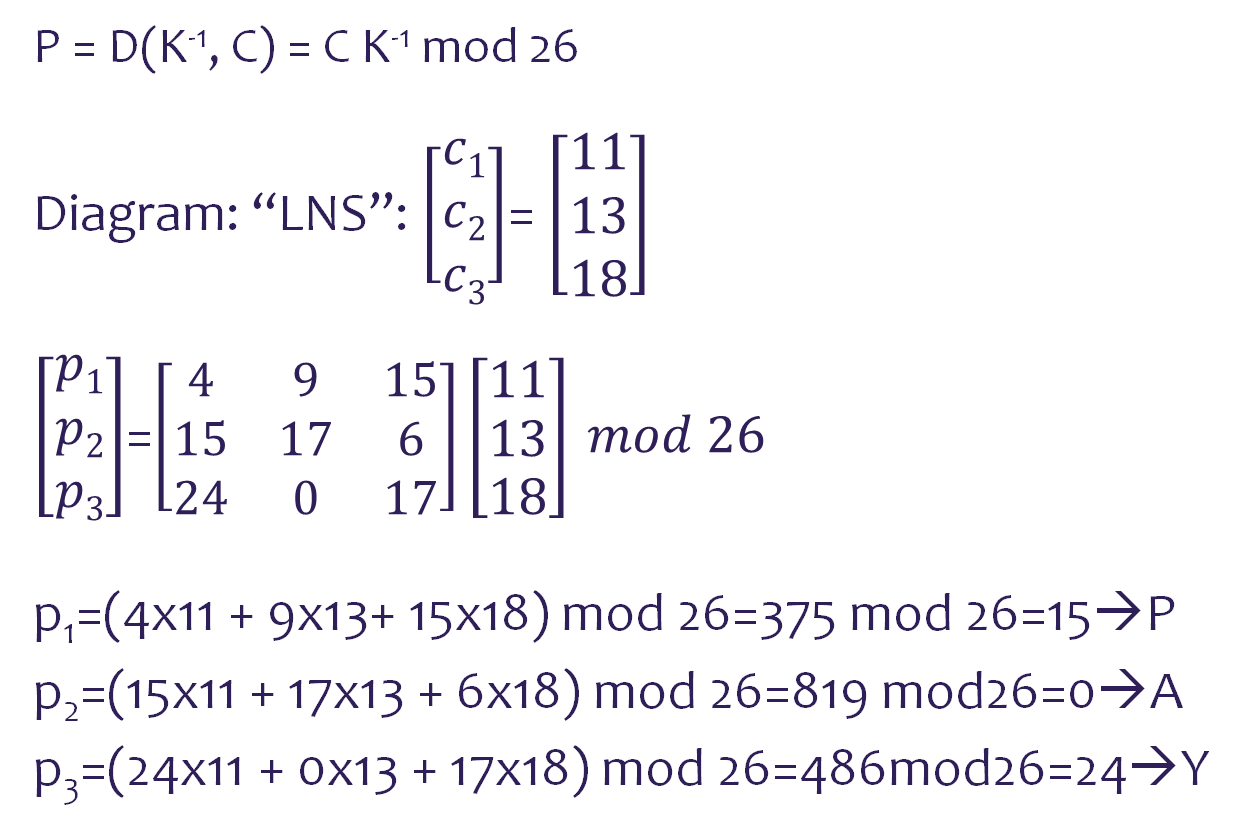 P = D(K⁻¹, C) = C K⁻¹ mod 26
Diagram: “LNS”: [c₁ c₂ c₃] = [11 13 18]
[p₁ p₂ p₃] = [4 9 15 15 17 6 24 0 17] [11 13 18] mod 26
p₁=(4x11 + 9x13+ 15x18) mod 26=375 mod 26=15→P
p₂=(15x11 + 17x13 + 6x18) mod 26=819 mod26=0→A
p₃=(24x11 + 0x13 + 17x18) mod 26=486mod26=24→Y